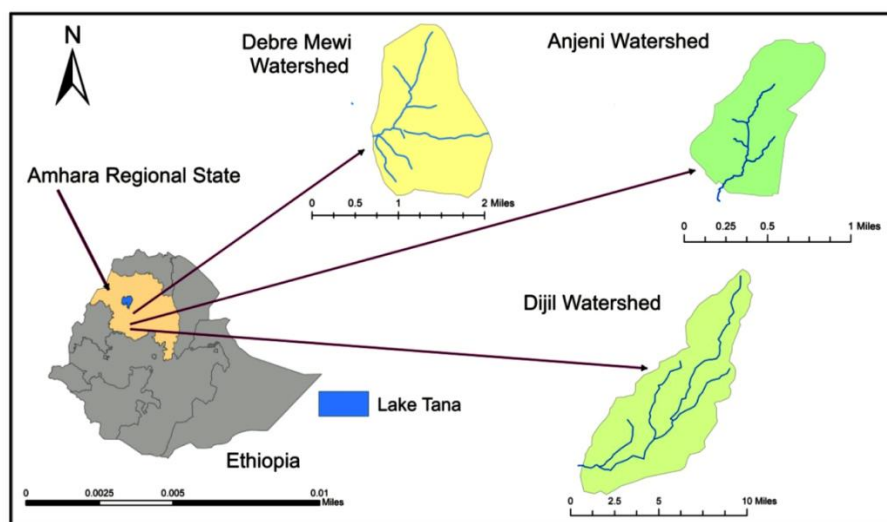 N
Debre Mewi
Watershed
Anjeni Watershed
Amhara Regional State
0 0.5 1 2 Miles
0 0.25 0.5 1 Miles
Dijil Watershed
Lake Tana
Ethiopia
0 0.0025 0.005 0.01
Miles
0 2.5 5 10 Miles